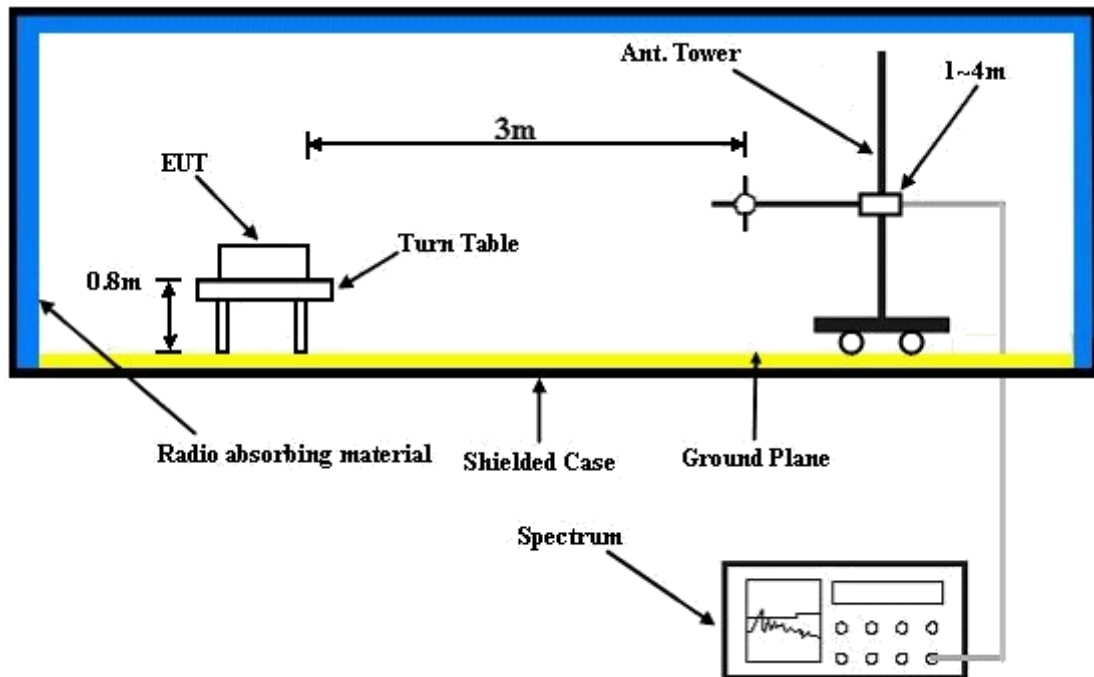 Ant. Tower
1~4m
3m
EUT
Turn Table
0.8m
Radio absorbing material
Shielded Case
Ground Plane
Spectrum